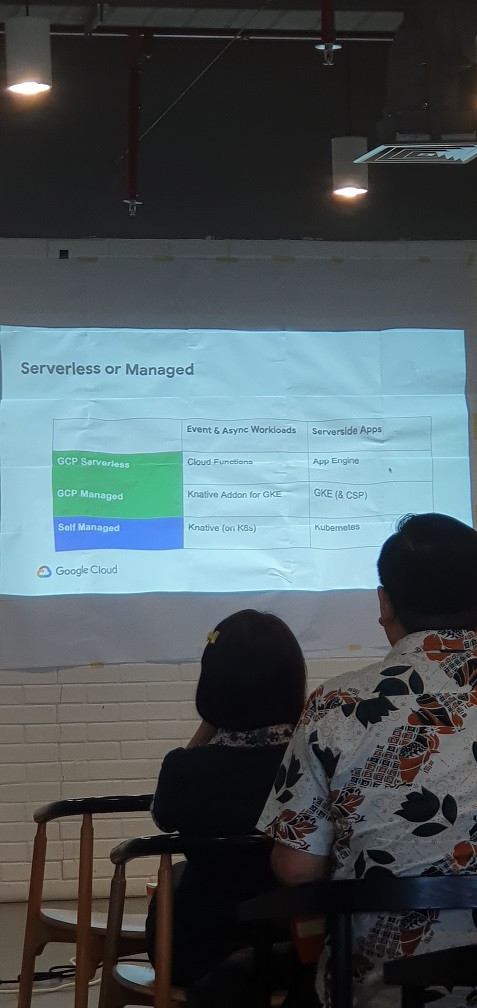 Serverless or Managed
Event & Async Workloads Serverside Apps
GCP Serverless Cloud Functions App Engine
GCP Managed Knative Addon for GKE GKE (& CSP)
Self Managed Knative (on K8s) Kubernetes
Google Cloud